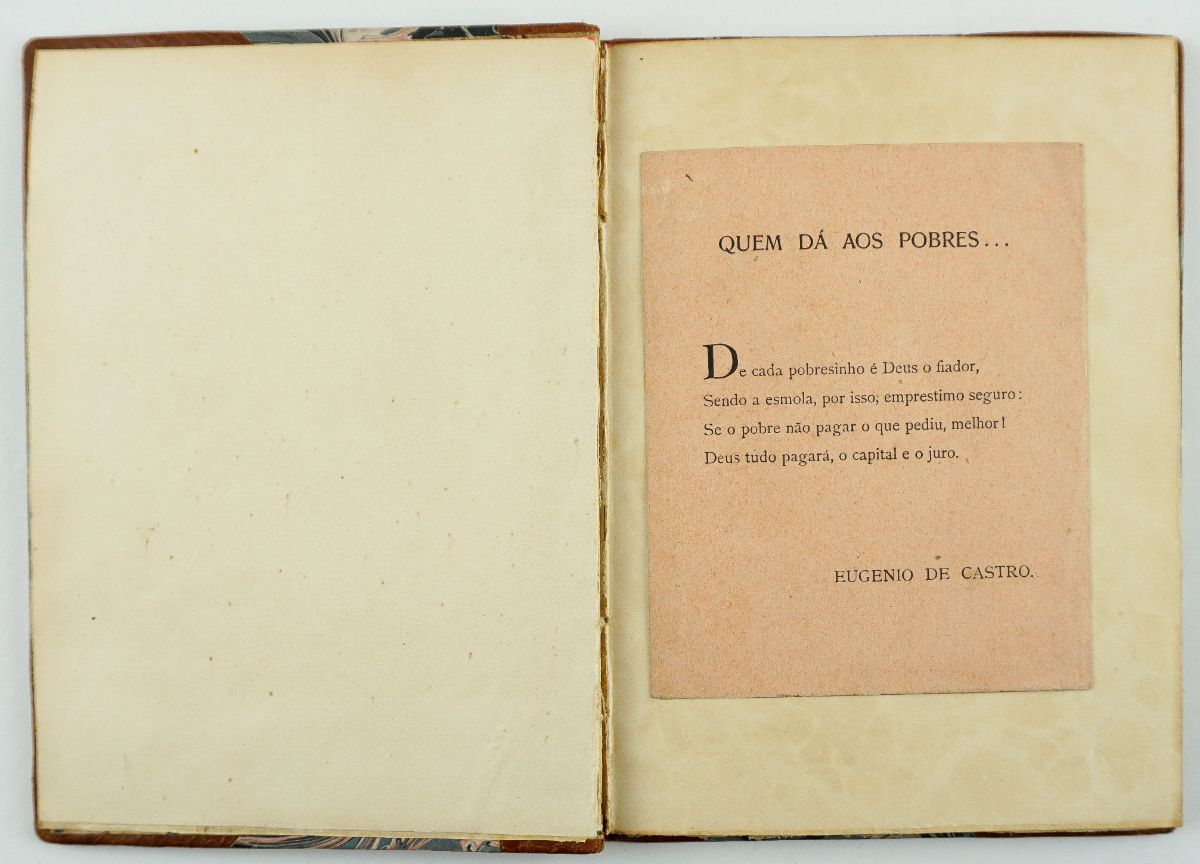 QUEM DÁ AOS POBRES...
De cada pobresinho é Deus o fiador,
Sendo a esmola, por isso, emprestimo seguro:
Se o pobre não pagar o que pediu, melhor!
Deus tudo pagará, o capital e o juro.
EUGENIO DE CASTRO.